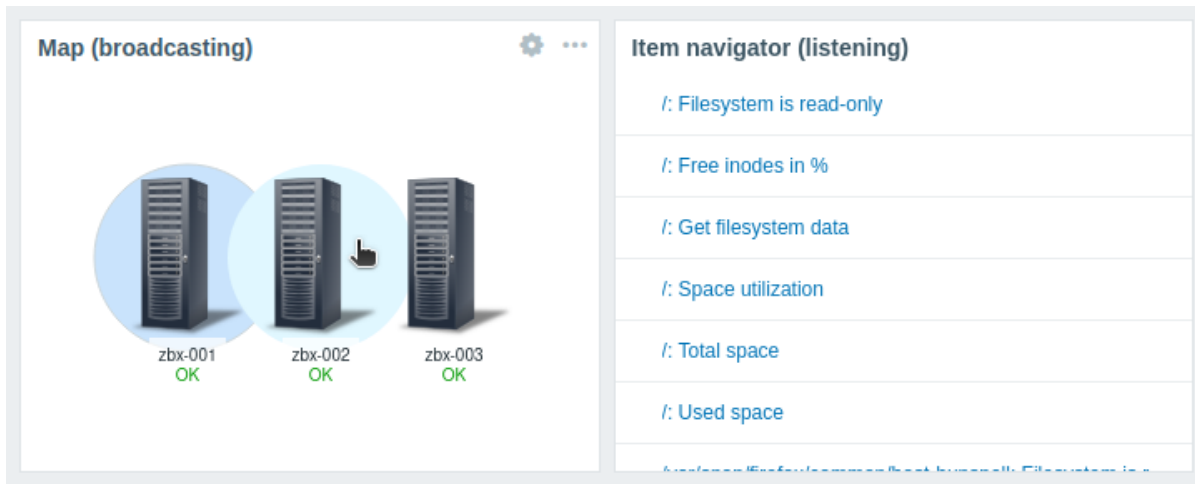 Map (broadcasting)
zbx-001
OK
zbx-002
OK
zbx-003
OK
Item navigator (listening)
/: Filesystem is read-only
/: Free inodes in %
/: Get filesystem data
/: Space utilization
/: Total space
/: Used space